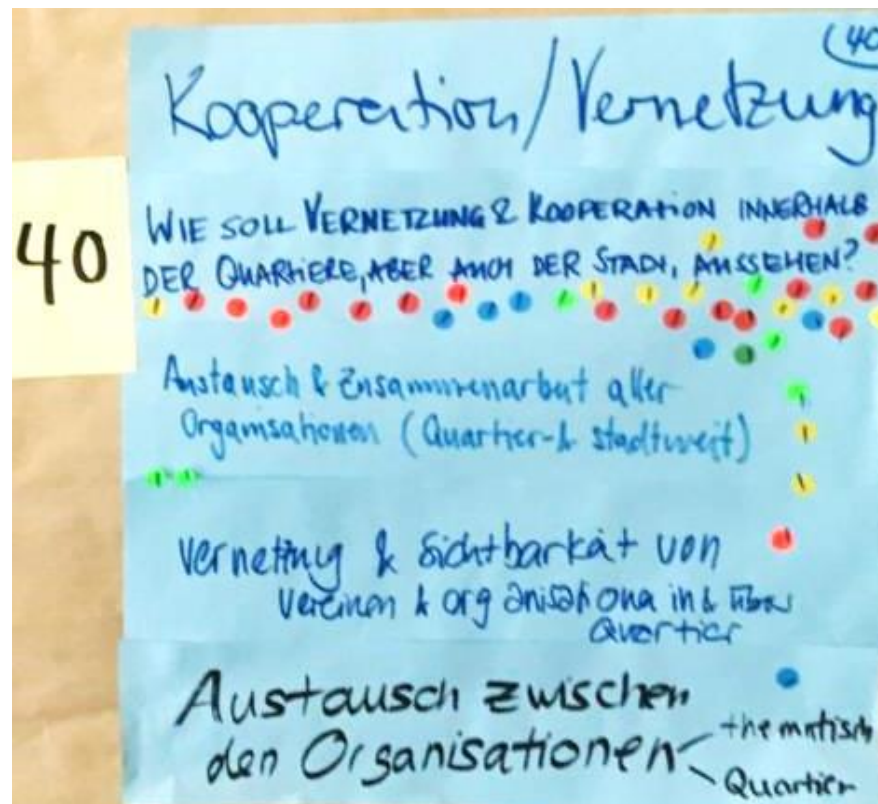 (40
Kooperation/Vernetzung
40
WIE SOLL VERNETZUNG & KOOPERATION INNERHALB
DER QUARTIERE, ABER AUCH DER STADT, AUSSEHEN?
Austausch & Zusammenarbeit aller
Organisationen (Quartier- & stadtweit)
Vernetzung & Sichtbarkeit von
Vereinen & Organisationen in & über
Quartier
Austausch zwischen
den Organisationen
thematisch
Quartier